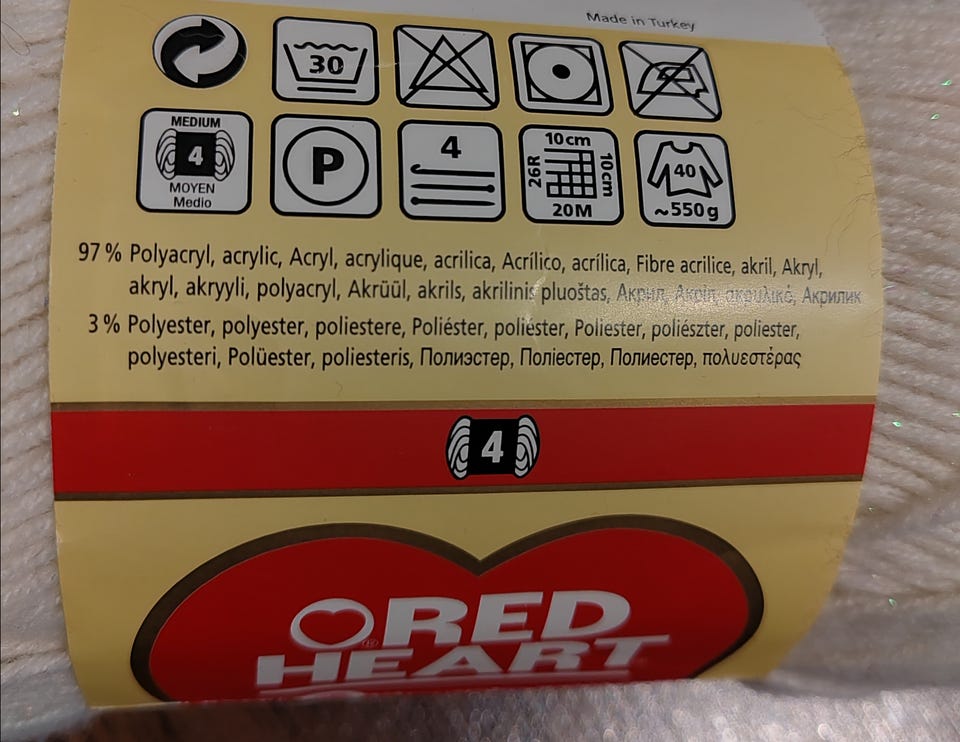 Made in Turkey
30
MEDIUM
4
MOYEN
Medio
P
4
10cm
26R
10cm
20M
40
~550g
97% Polyacryl, acrylic, Acryl, acrylique, acrilica, Acrílico, acrílica, Fibre acrilice, akril, Akryl,
akryl, akryyli, polyacryl, Akrüül, akrils, akrilinis pluoštas, Акрил, Акріл, ακρυλικό, Акрилик
3% Polyester, polyester, poliestere, Poliéster, poliéster, Poliester, poliészter, poliester,
polyesteri, Polüester, poliesteris, Полиэстер, Поліестер, Полиестер, πολυεστέρας
4
RED
HEART